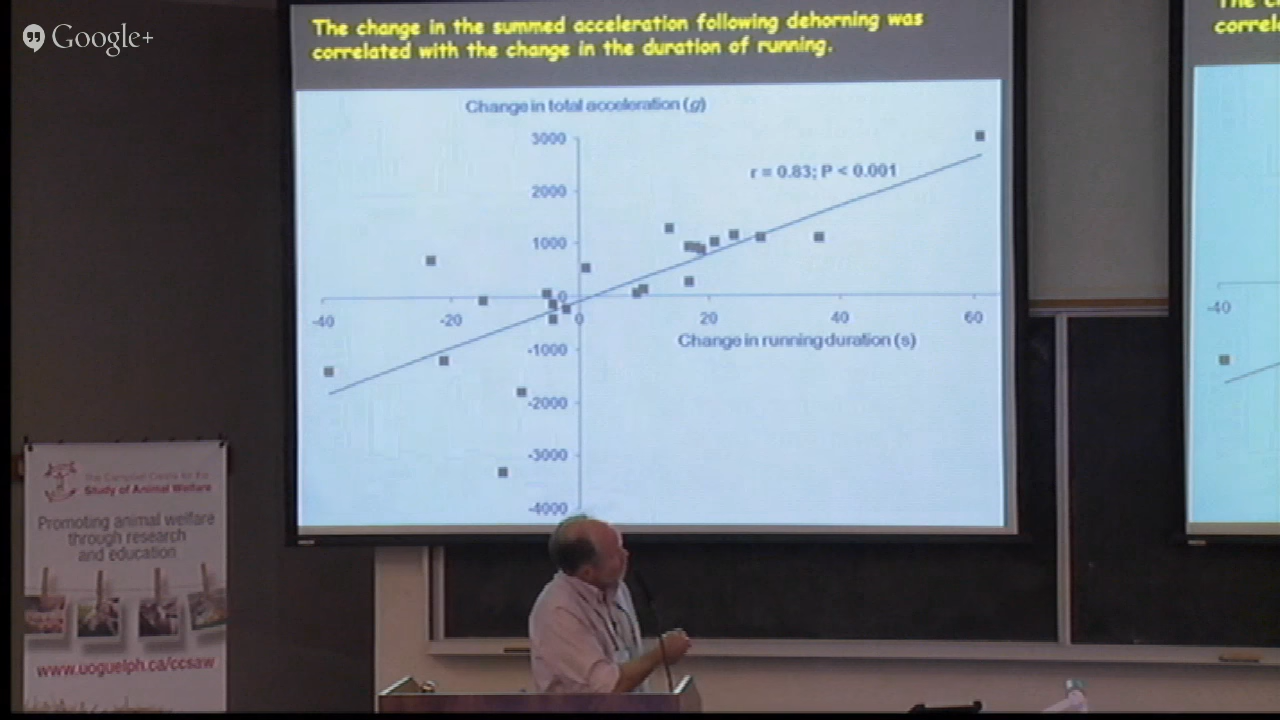 Google+
The change in the summed acceleration following dehorning was
correlated with the change in the duration of running.
Change in total acceleration (g)
3000
r = 0.83; P < 0.001
2000
1000
0
-40
-20
0
20
40
60
Change in running duration (s)
-1000
-2000
-3000
-4000
The Campbell Centre for the
Study of Animal Welfare
Promoting animal welfare
through research
and education
www.uoguelph.ca/ccsaw
-40